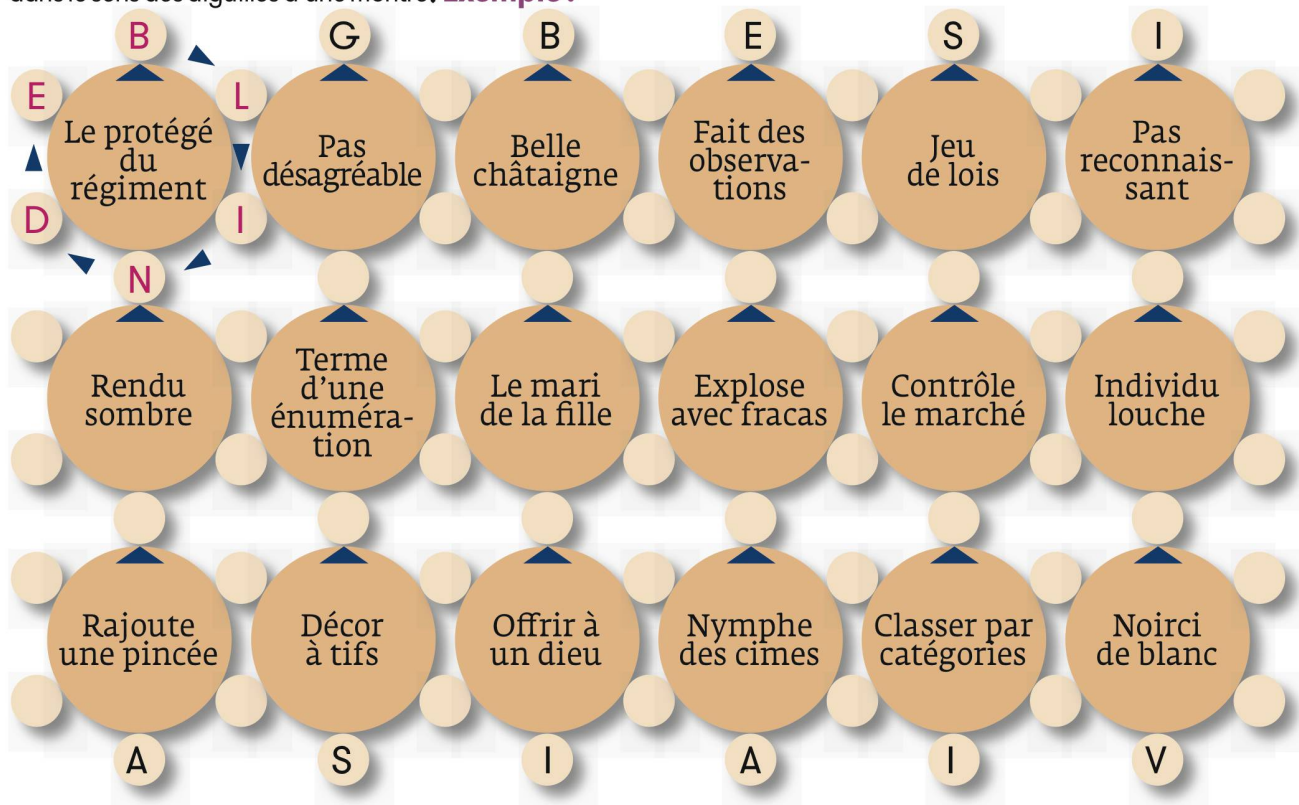 dans le sens des aiguilles d'une montre. Exemple :
B G B E S I
E L
Le protégé
du
régiment
Pas
désagréable
Belle
châtaigne
Fait des
observa-
tions
Jeu
de lois
Pas
reconnais-
sant
D I
N
Rendu
sombre
Terme
d'une
énuméra-
tion
Le mari
de la fille
Explose
avec fracas
Contrôle
le marché
Individu
louche
Rajoute
une pincée
Décor
à tifs
Offrir à
un dieu
Nymphe
des cimes
Classer par
catégories
Noirci
de blanc
A S I A I V